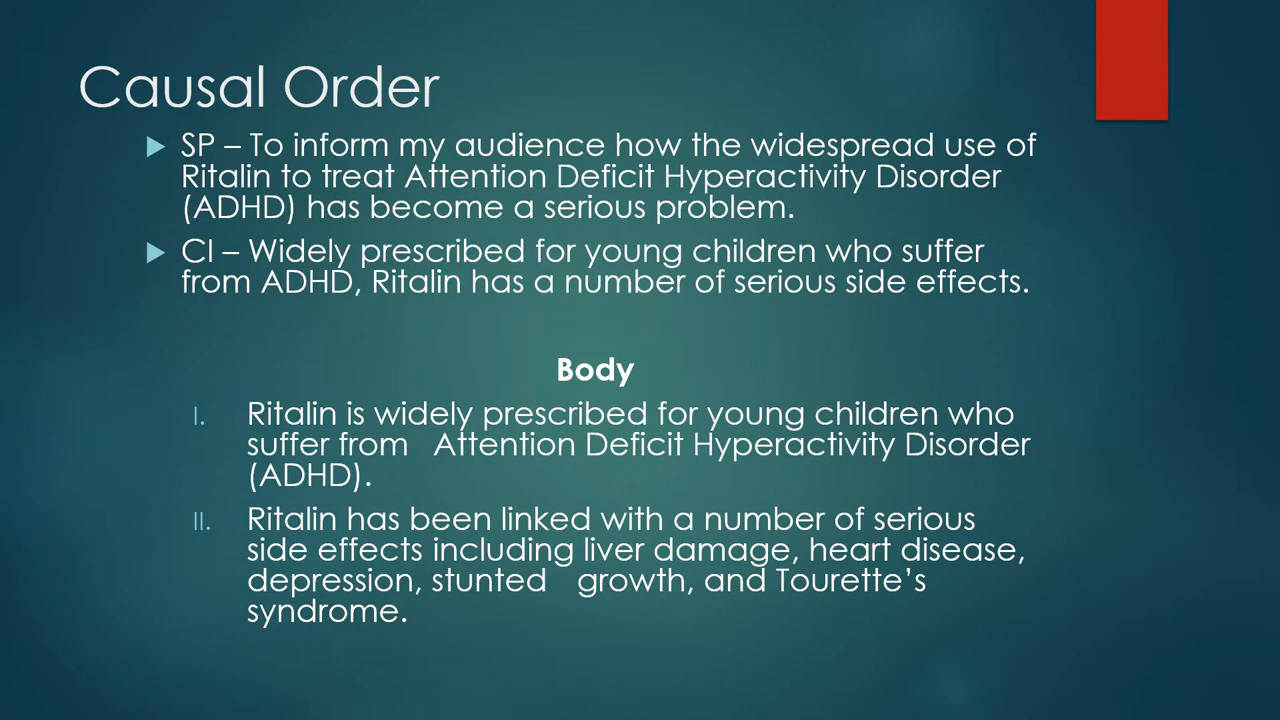 Causal Order
SP – To inform my audience how the widespread use of
Ritalin to treat Attention Deficit Hyperactivity Disorder
(ADHD) has become a serious problem.
CI – Widely prescribed for young children who suffer
from ADHD, Ritalin has a number of serious side effects.
Body
I. Ritalin is widely prescribed for young children who
suffer from Attention Deficit Hyperactivity Disorder
(ADHD).
II. Ritalin has been linked with a number of serious
side effects including liver damage, heart disease,
depression, stunted growth, and Tourette’s
syndrome.